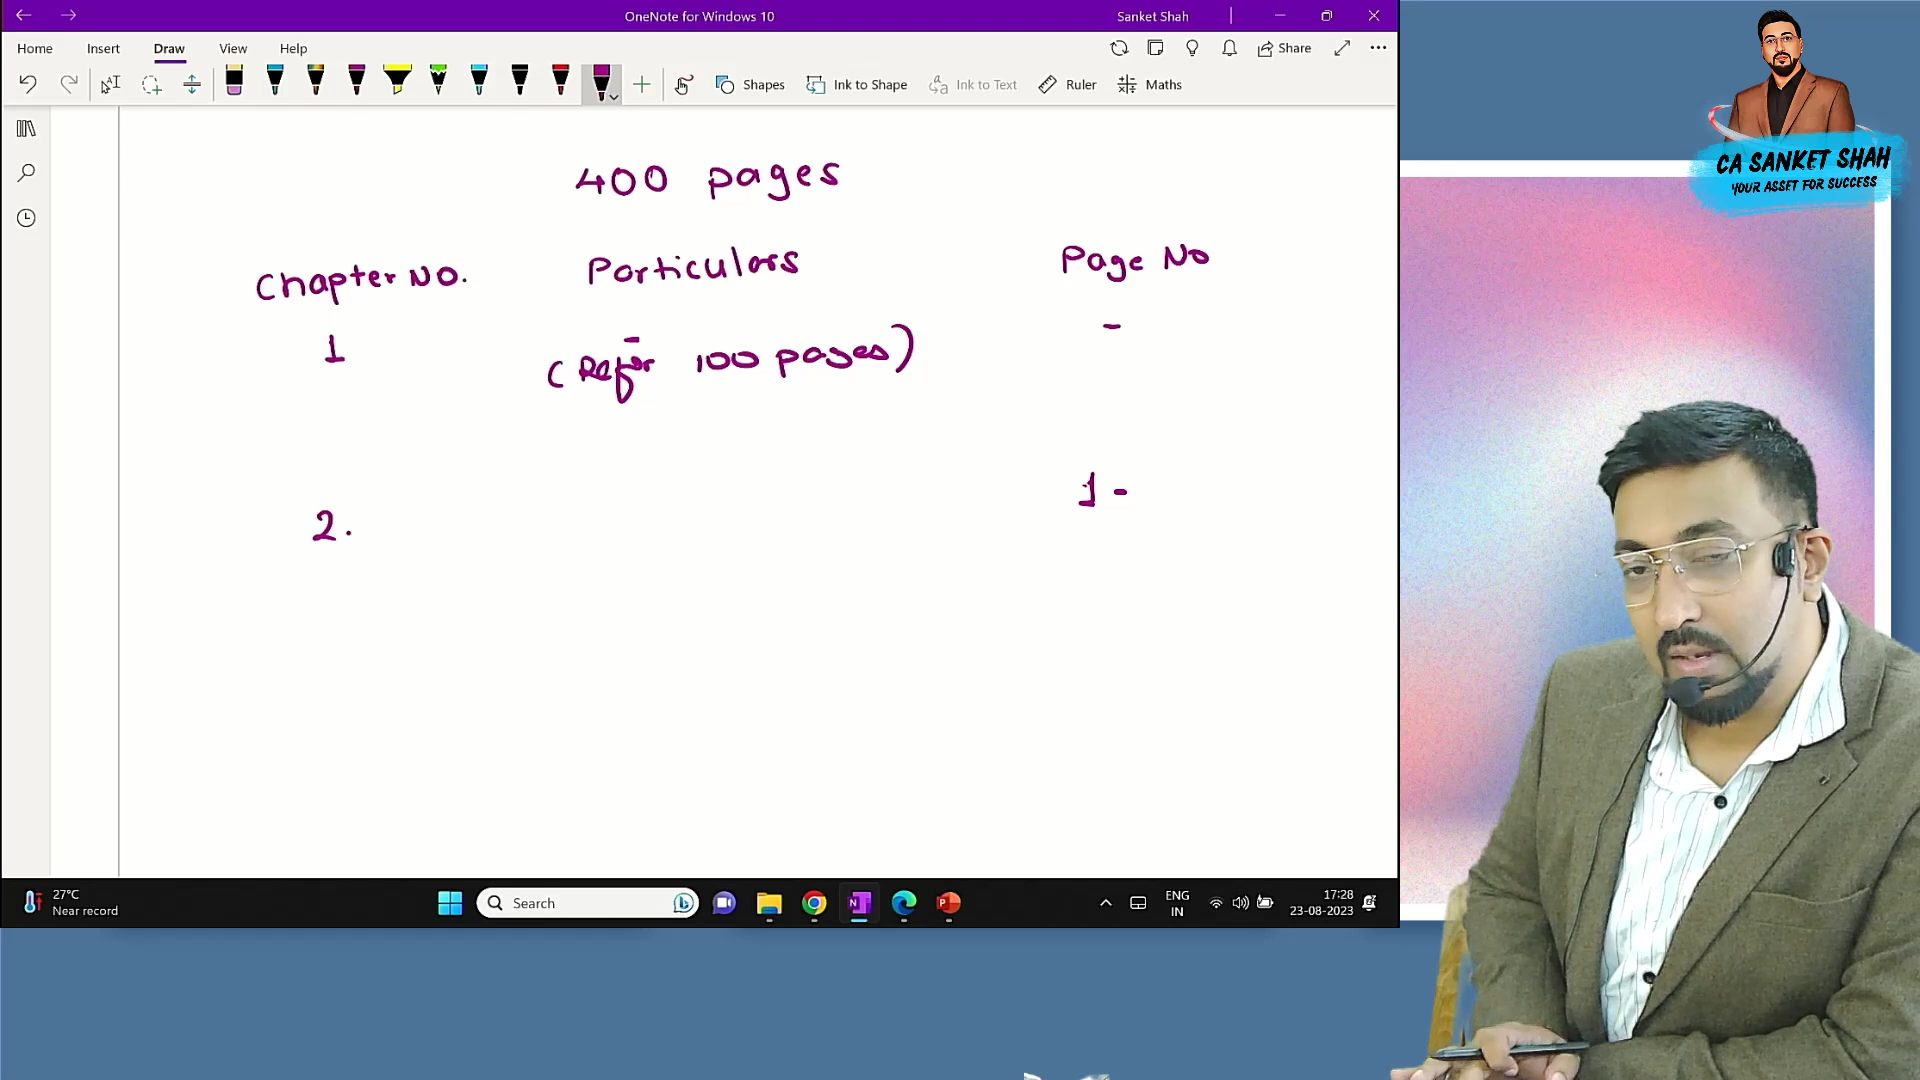 OneNote for Windows 10
Sanket Shah
Home Insert Draw View Help
Share
Shapes Ink to Shape Ink to Text Ruler Maths
CA SANKET SHAH
YOUR ASSET FOR SUCCESS
400 pages
Chapter No. Particulars Page No
1 - -
(Refer 100 pages)
2. 1 -
27°C
Near record
Search
ENG
IN
17:28
23-08-2023